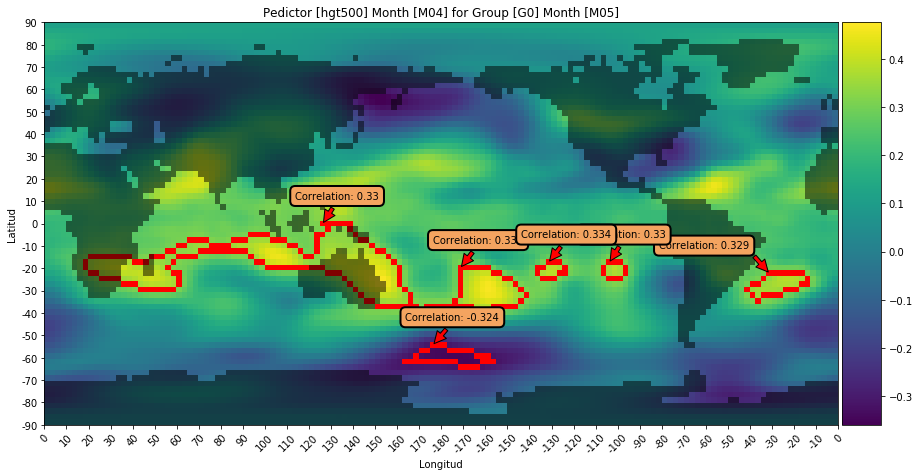 Pedictor [hgt500] Month [M04] for Group [G0] Month [M05]
90
80
70
60
50
40
30
20
10
0
-10
-20
-30
-40
-50
-60
-70
-80
-90
Latitud
Correlation: 0.33
Correlation: 0.33
Correlation: 0.334
tion: 0.33
Correlation: 0.329
Correlation: -0.324
0 10 20 30 40 50 60 70 80 90 100 110 120 130 140 150 160 170 180 -170 -160 -150 -140 -130 -120 -110 -100 -90 -80 -70 -60 -50 -40 -30 -20 -10 0
Longitud
0.4
0.3
0.2
0.1
0.0
-0.1
-0.2
-0.3